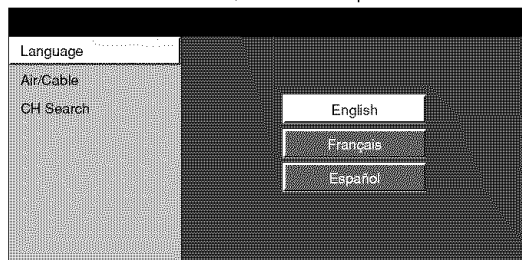 Language
Air/Cable
CH Search
English
Français
Español